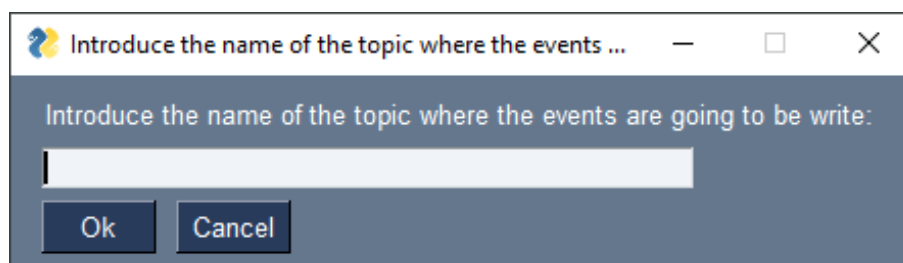 Introduce the name of the topic where the events ...
Introduce the name of the topic where the events are going to be write:
Ok Cancel